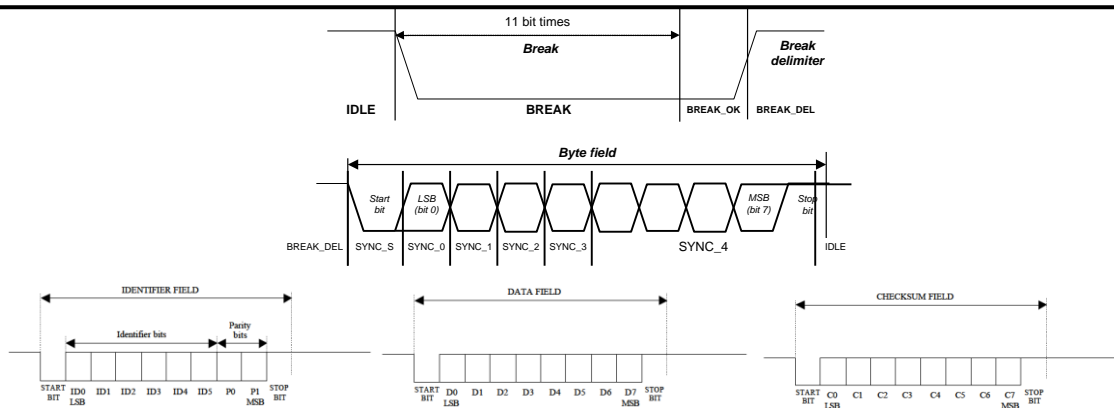 11 bit times
Break
Break
delimiter
IDLE
BREAK
BREAK_OK
BREAK_DEL
Byte field
Start
bit
LSB
(bit 0)
MSB
(bit 7)
Stop
bit
BREAK_DEL
SYNC_S
SYNC_0
SYNC_1
SYNC_2
SYNC_3
SYNC_4
IDLE
IDENTIFIER FIELD
Identifier bits
Parity
bits
START
BIT
ID0
LSB
ID1
ID2
ID3
ID4
ID5
P0
P1
MSB
STOP
BIT
DATA FIELD
START
BIT
D0
LSB
D1
D2
D3
D4
D5
D6
D7
MSB
STOP
BIT
CHECKSUM FIELD
START
BIT
C0
LSB
C1
C2
C3
C4
C5
C6
C7
MSB
STOP
BIT